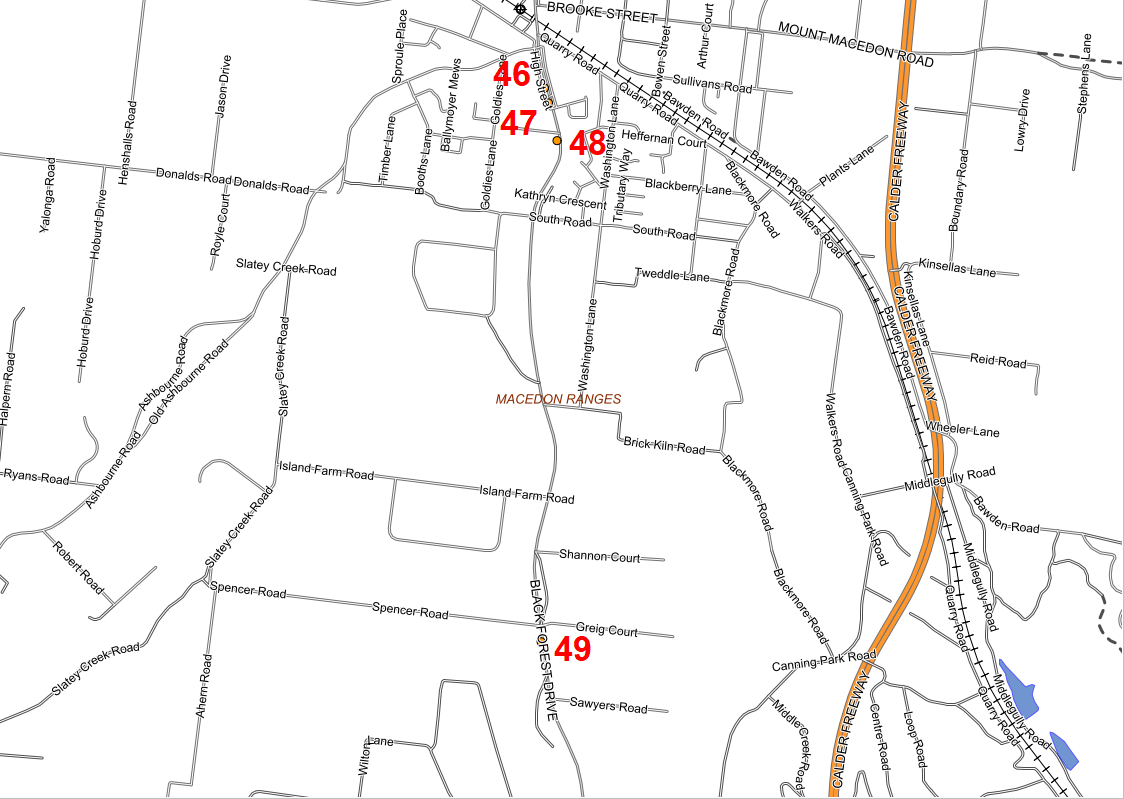 BROOKE STREET
Sproule Place
Bowen Street
Arthur Court
MOUNT MACEDON ROAD
Stephens Lane
Quarry Road
High Street
46
Jason Drive
Goldies Lane
Sullivans Road
Ballymoyer Mews
Quarry Road
Bawden Road
Lowry Drive
Henshalls Road
47
48
Washington Lane
Heffernan Court
CALDER FREEWAY
Timber Lane
Booths Lane
Goldies Lane
Bawden Road
Plants Lane
Boundary Road
Yalonga Road
Donalds Road
Donalds Road
Tributary Way
Blackberry Lane
Blackmore Road
Hoburd Drive
Royle Court
Kathryn Crescent
South Road
South Road
Walkers Road
Slatey Creek Road
Tweddle Lane
Kinsellas Lane
Kinsellas Lane
Blackmore Road
CALDER FREEWAY
Hoburd Drive
Washington Lane
Bawden Road
Slatey Creek Road
Ashbourne Road
Old Ashbourne Road
Reid Road
Halpern Road
MACEDON RANGES
Walkers Road
Wheeler Lane
Brick Kiln Road
Ashbourne Road
Ryans Road
Island Farm Road
Island Farm Road
Blackmore Road
Canning Park Road
Middlegully Road
Bawden Road
Slatey Creek Road
Robert Road
Shannon Court
Middlegully Road
Spencer Road
Spencer Road
BLACK FOREST DRIVE
Greig Court
Blackmore Road
Quarry Road
49
Slatey Creek Road
Canning Park Road
Ahern Road
Sawyers Road
Middlegully Road
Quarry Road
Middle Creek Road
CALDER FREEWAY
Centre Road
Loop Road
Wilton Lane